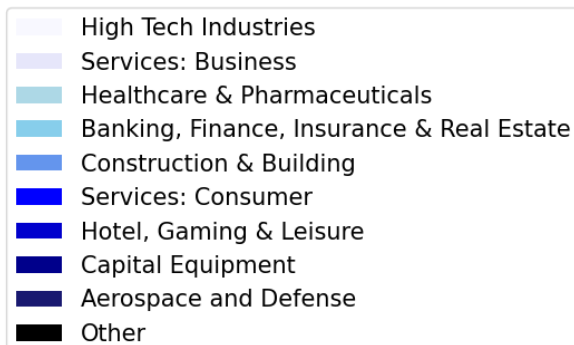 High Tech Industries
Services: Business
Healthcare & Pharmaceuticals
Banking, Finance, Insurance & Real Estate
Construction & Building
Services: Consumer
Hotel, Gaming & Leisure
Capital Equipment
Aerospace and Defense
Other